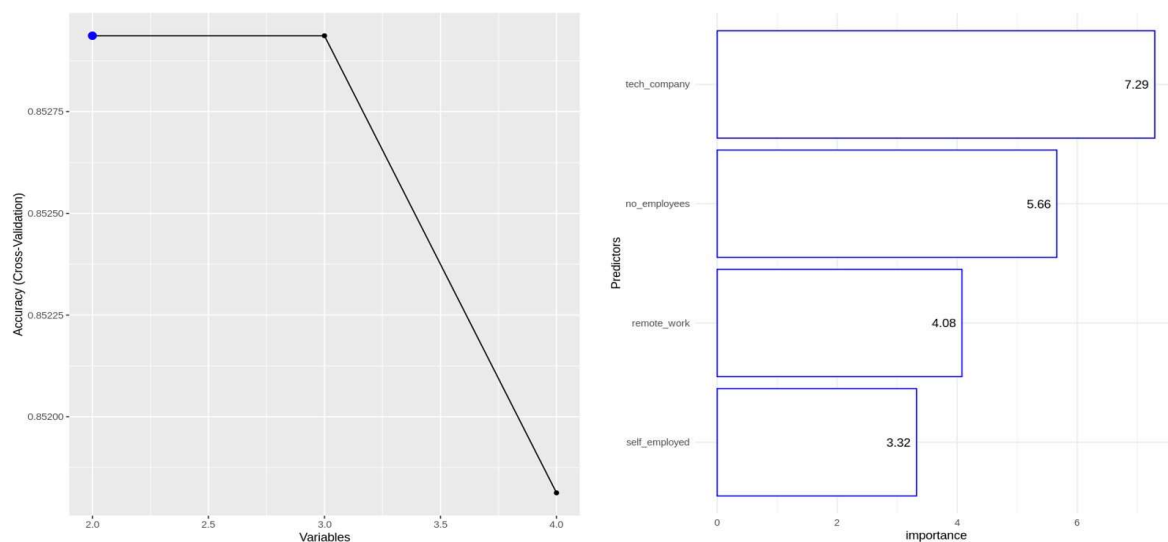 0.85275
0.85250
0.85225
0.85200
Accuracy (Cross-Validation)
2.0 2.5 3.0 3.5 4.0
Variables
Predictors
tech_company 7.29
no_employees 5.66
remote_work 4.08
self_employed 3.32
0 2 4 6
importance